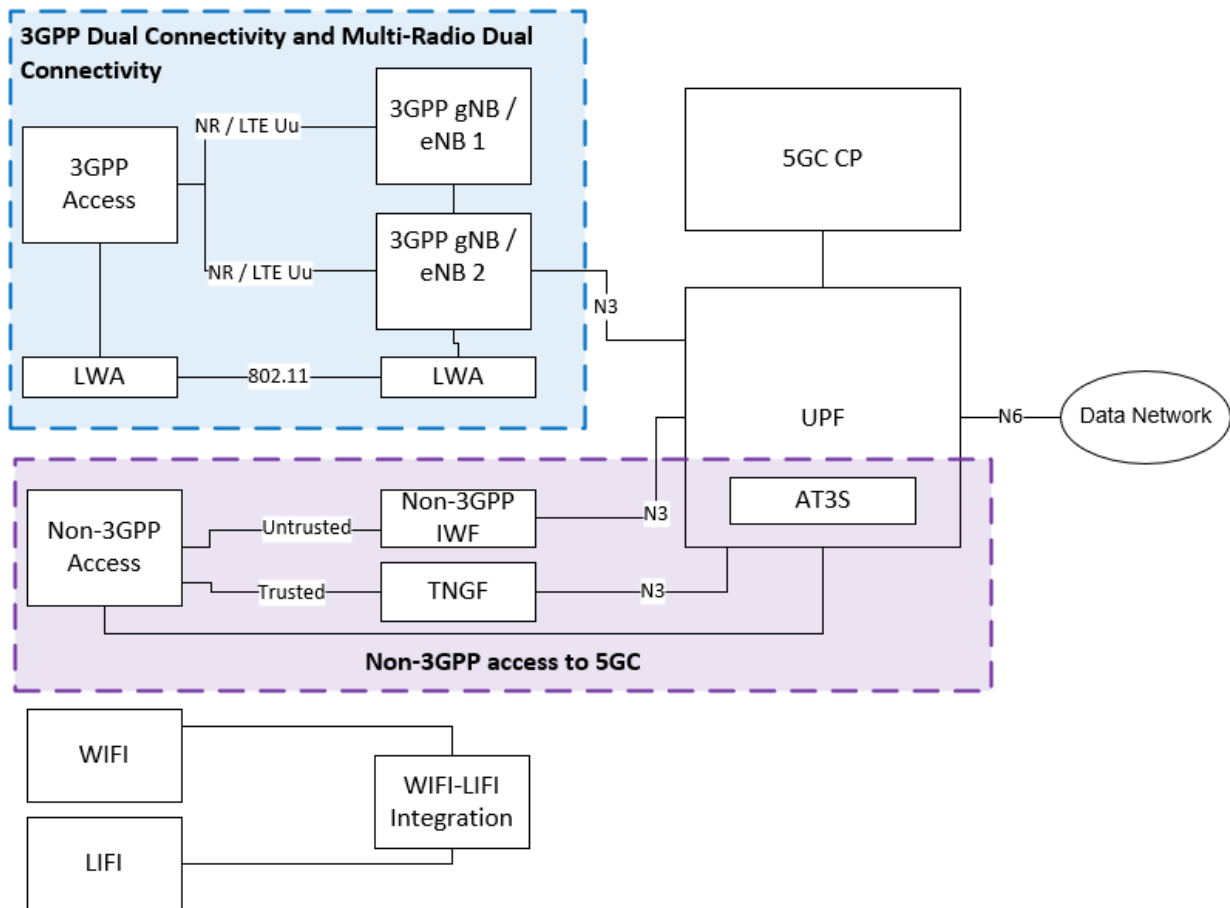 3GPP Dual Connectivity and Multi-Radio Dual
Connectivity
3GPP
Access
NR / LTE Uu
NR / LTE Uu
3GPP gNB /
eNB 1
3GPP gNB /
eNB 2
LWA
802.11
LWA
N3
5GC CP
UPF
AT3S
N6
Data Network
Non-3GPP
Access
Untrusted
Non-3GPP
IWF
N3
Trusted
TNGF
N3
Non-3GPP access to 5GC
WIFI
LIFI
WIFI-LIFI
Integration